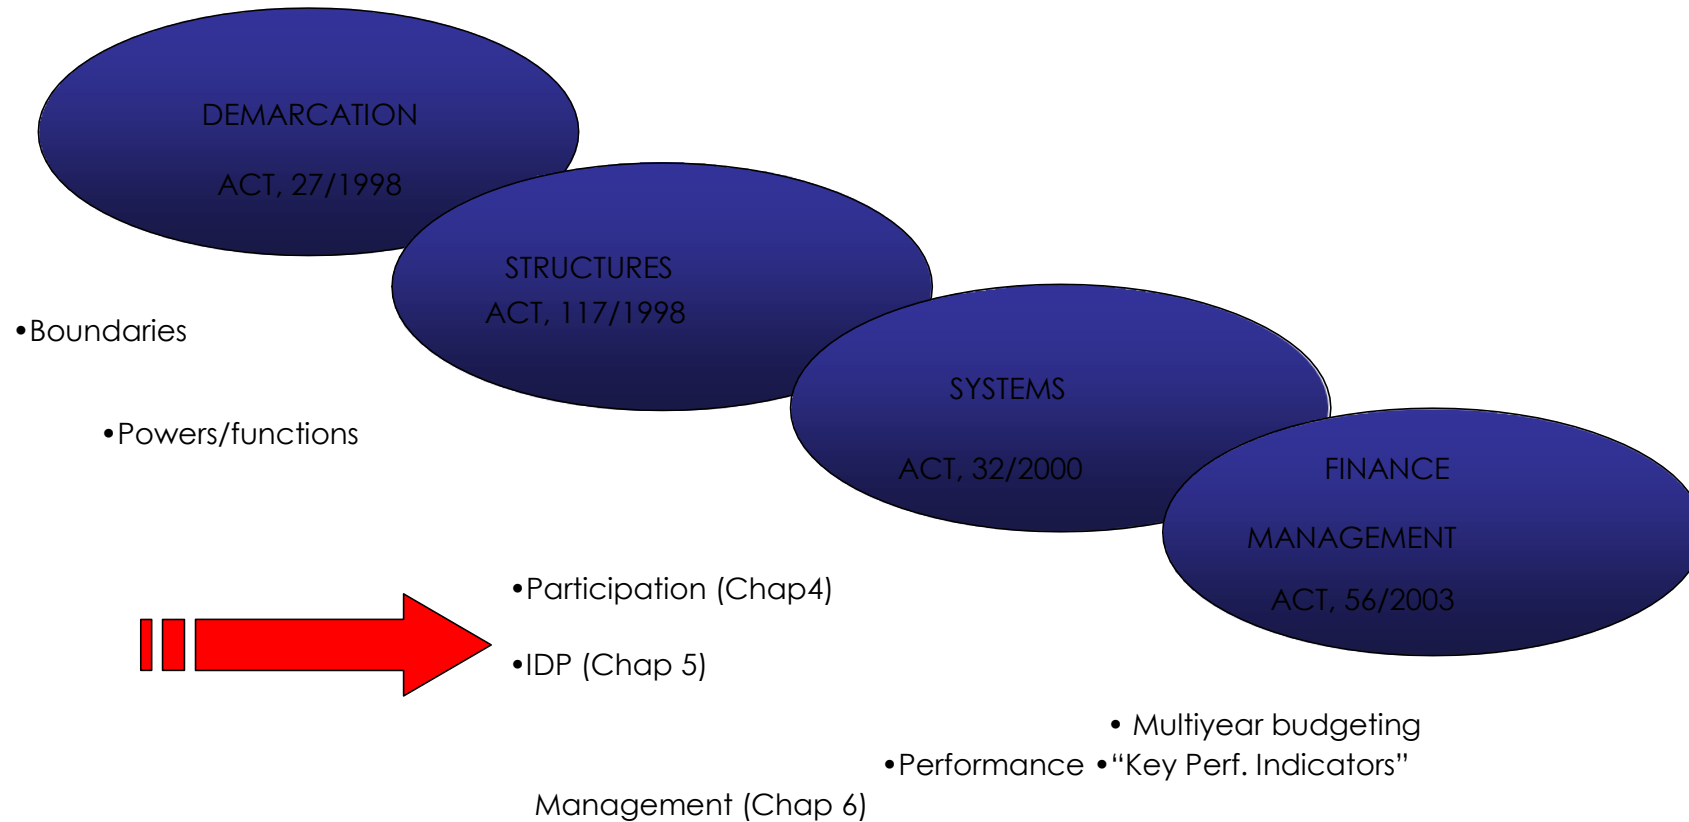 DEMARCATION
ACT, 27/1998
STRUCTURES
ACT, 117/1998
•Boundaries
SYSTEMS
•Powers/functions
ACT, 32/2000
FINANCE
MANAGEMENT
ACT, 56/2003
•Participation (Chap4)
•IDP (Chap 5)
• Multiyear budgeting
•Performance •“Key Perf. Indicators”
Management (Chap 6)